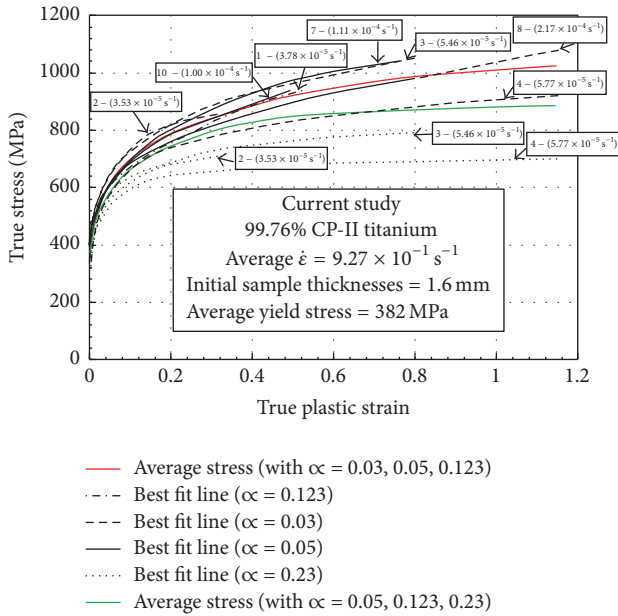 7 – (1.11 × 10⁻⁴ s⁻¹)
3 – (5.46 × 10⁻⁵ s⁻¹)
8 – (2.17 × 10⁻⁴ s⁻¹)
1 – (3.78 × 10⁻⁵ s⁻¹)
10 – (1.00 × 10⁻⁴ s⁻¹)
4 – (5.77 × 10⁻⁵ s⁻¹)
2 – (3.53 × 10⁻⁵ s⁻¹)
3 – (5.46 × 10⁻⁵ s⁻¹)
4 – (5.77 × 10⁻⁵ s⁻¹)
2 – (3.53 × 10⁻⁵ s⁻¹)
1200
1000
800
600
400
200
0
True stress (MPa)
Current study
99.76% CP-II titanium
Average ε̇ = 9.27 × 10⁻¹ s⁻¹
Initial sample thicknesses = 1.6 mm
Average yield stress = 382 MPa
0 0.2 0.4 0.6 0.8 1 1.2
True plastic strain
Average stress (with ∝ = 0.03, 0.05, 0.123)
Best fit line (∝ = 0.123)
Best fit line (∝ = 0.03)
Best fit line (∝ = 0.05)
Best fit line (∝ = 0.23)
Average stress (with ∝ = 0.05, 0.123, 0.23)